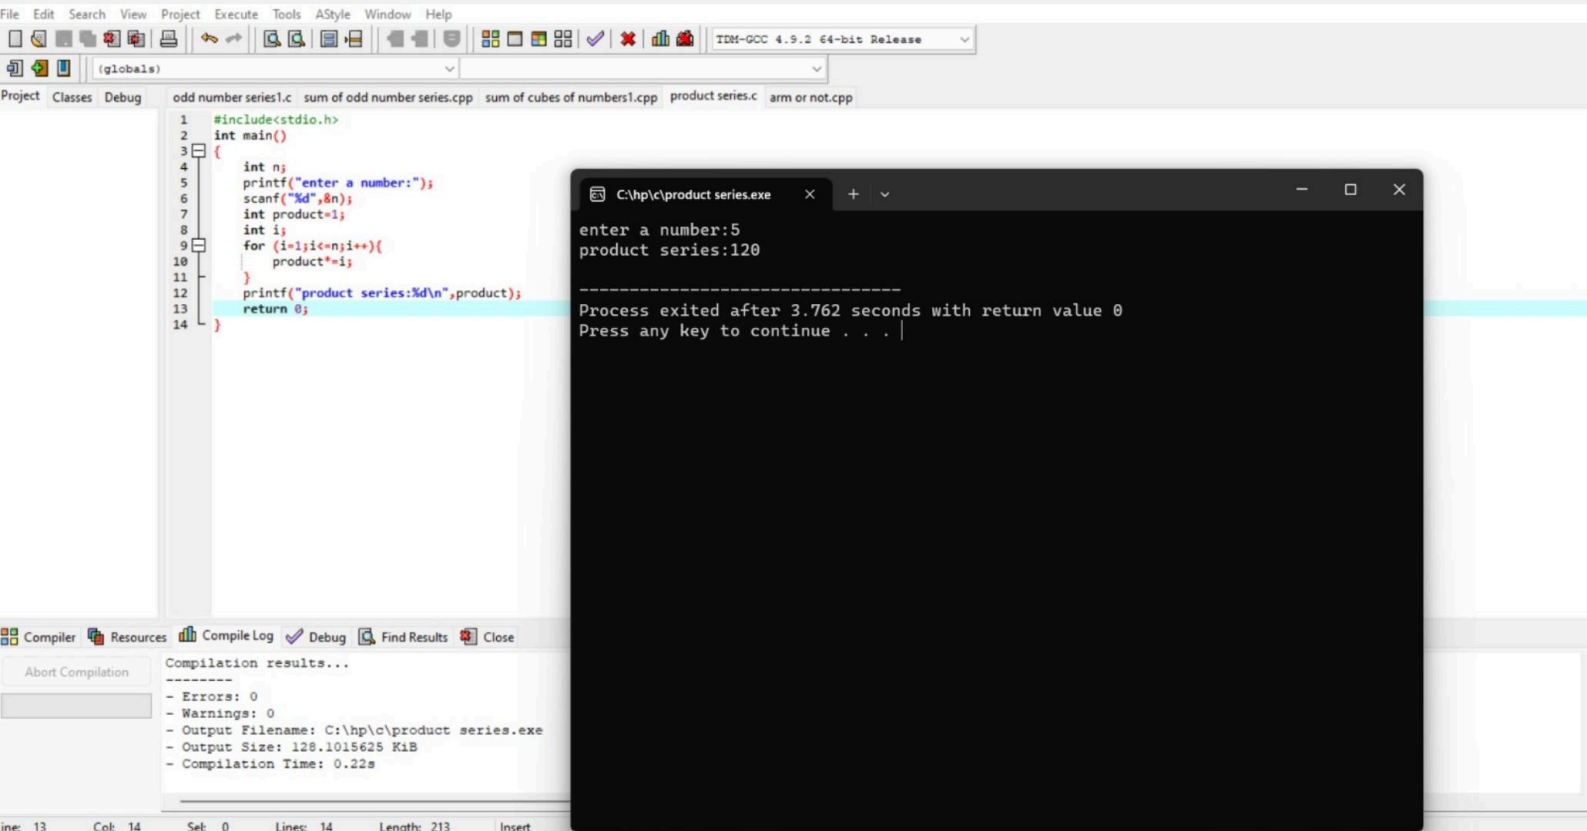 File Edit Search View Project Execute Tools AStyle Window Help
TDM-GCC 4.9.2 64-bit Release
(globals)
Project Classes Debug
odd number series1.c sum of odd number series.cpp sum of cubes of numbers1.cpp product series.c arm or not.cpp
1 #include<stdio.h>
2 int main()
3 {
4 int n;
5 printf("enter a number:");
6 scanf("%d",&n);
7 int product=1;
8 int i;
9 for (i=1;i<=n;i++){
10 product*=i;
11 }
12 printf("product series:%d\n",product);
13 return 0;
14 }
C:\hp\c\product series.exe
enter a number:5
product series:120
--------------------------------
Process exited after 3.762 seconds with return value 0
Press any key to continue . . .
Compiler Resources Compile Log Debug Find Results Close
Abort Compilation
Compilation results...
--------
- Errors: 0
- Warnings: 0
- Output Filename: C:\hp\c\product series.exe
- Output Size: 128.1015625 KiB
- Compilation Time: 0.22s
ine: 13 Col: 14 Sel: 0 Lines: 14 Length: 213 Insert